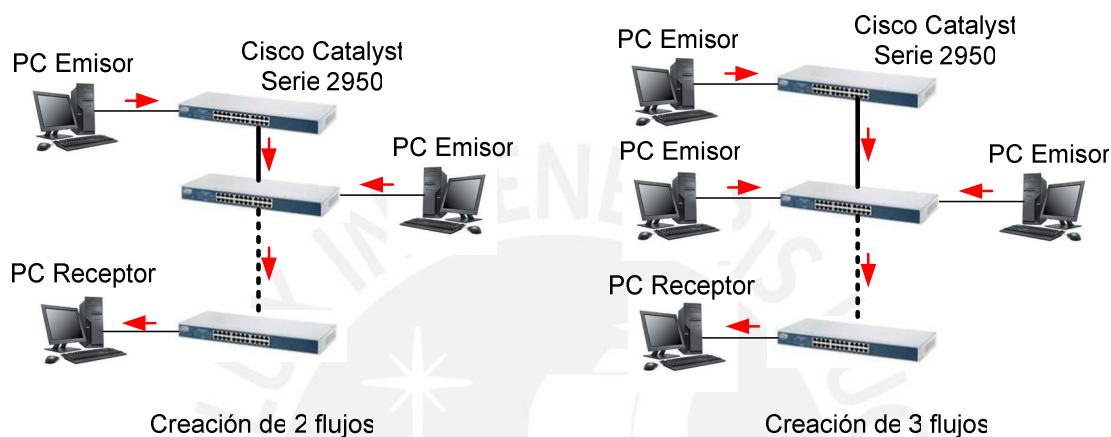 PC Emisor
Cisco Catalyst
Serie 2950
PC Emisor
PC Receptor
Creación de 2 flujos
PC Emisor
Cisco Catalyst
Serie 2950
PC Emisor
PC Emisor
PC Receptor
Creación de 3 flujos